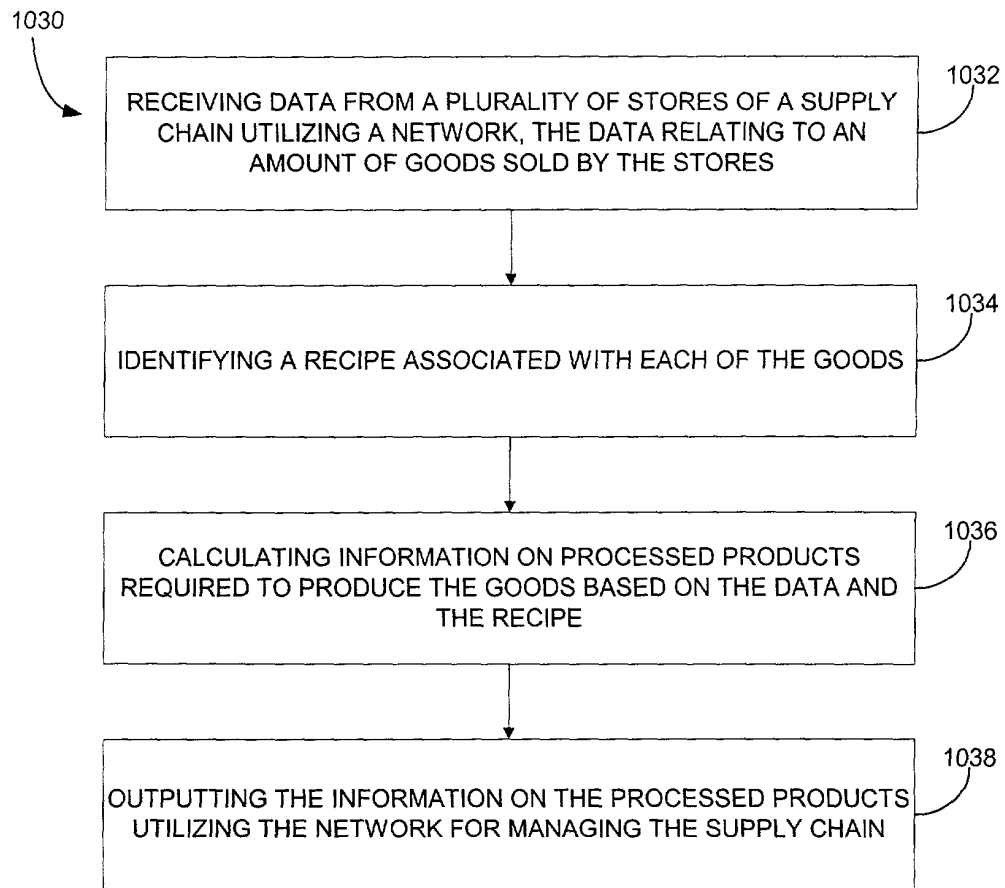 1030
1032
RECEIVING DATA FROM A PLURALITY OF STORES OF A SUPPLY
CHAIN UTILIZING A NETWORK, THE DATA RELATING TO AN
AMOUNT OF GOODS SOLD BY THE STORES
1034
IDENTIFYING A RECIPE ASSOCIATED WITH EACH OF THE GOODS
1036
CALCULATING INFORMATION ON PROCESSED PRODUCTS
REQUIRED TO PRODUCE THE GOODS BASED ON THE DATA AND
THE RECIPE
1038
OUTPUTTING THE INFORMATION ON THE PROCESSED PRODUCTS
UTILIZING THE NETWORK FOR MANAGING THE SUPPLY CHAIN